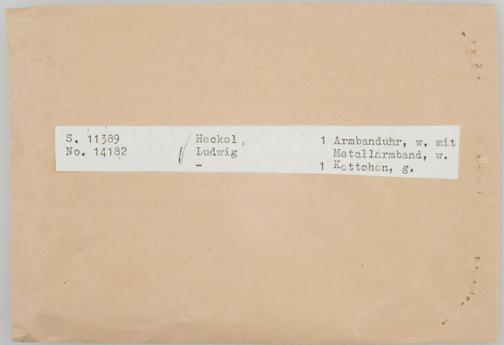 S. 11389 Heckel, 1 Armbanduhr, w. mit
No. 14182 Ludwig Metallarmband, w.
- 1 Kettchen, g.